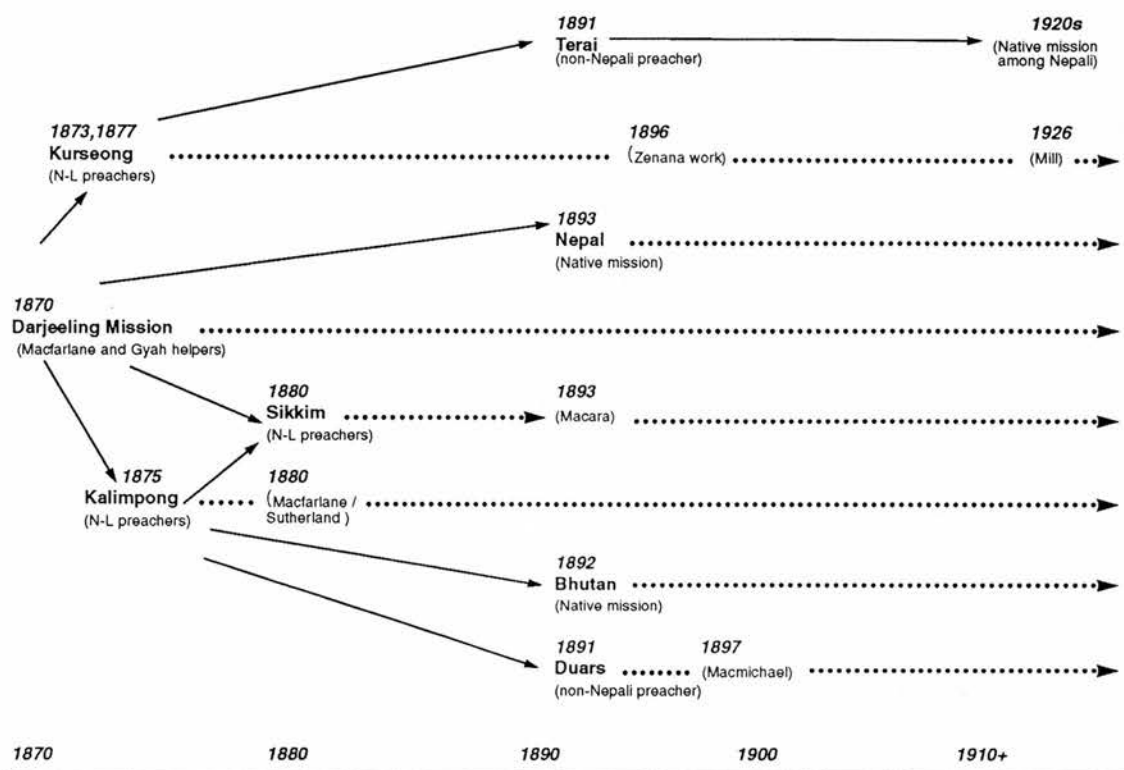 1891
Terai
(non-Nepali preacher)
1920s
(Native mission
among Nepali)
1873,1877
Kurseong
(N-L preachers)
1896
(Zenana work)
1926
(Mill)
1893
Nepal
(Native mission)
1870
Darjeeling Mission
(Macfarlane and Gyah helpers)
1880
Sikkim
(N-L preachers)
1893
(Macara)
1875
Kalimpong
(N-L preachers)
1880
(Macfarlane /
Sutherland )
1892
Bhutan
(Native mission)
1891
Duars
(non-Nepali preacher)
1897
(Macmichael)
1870 1880 1890 1900 1910+